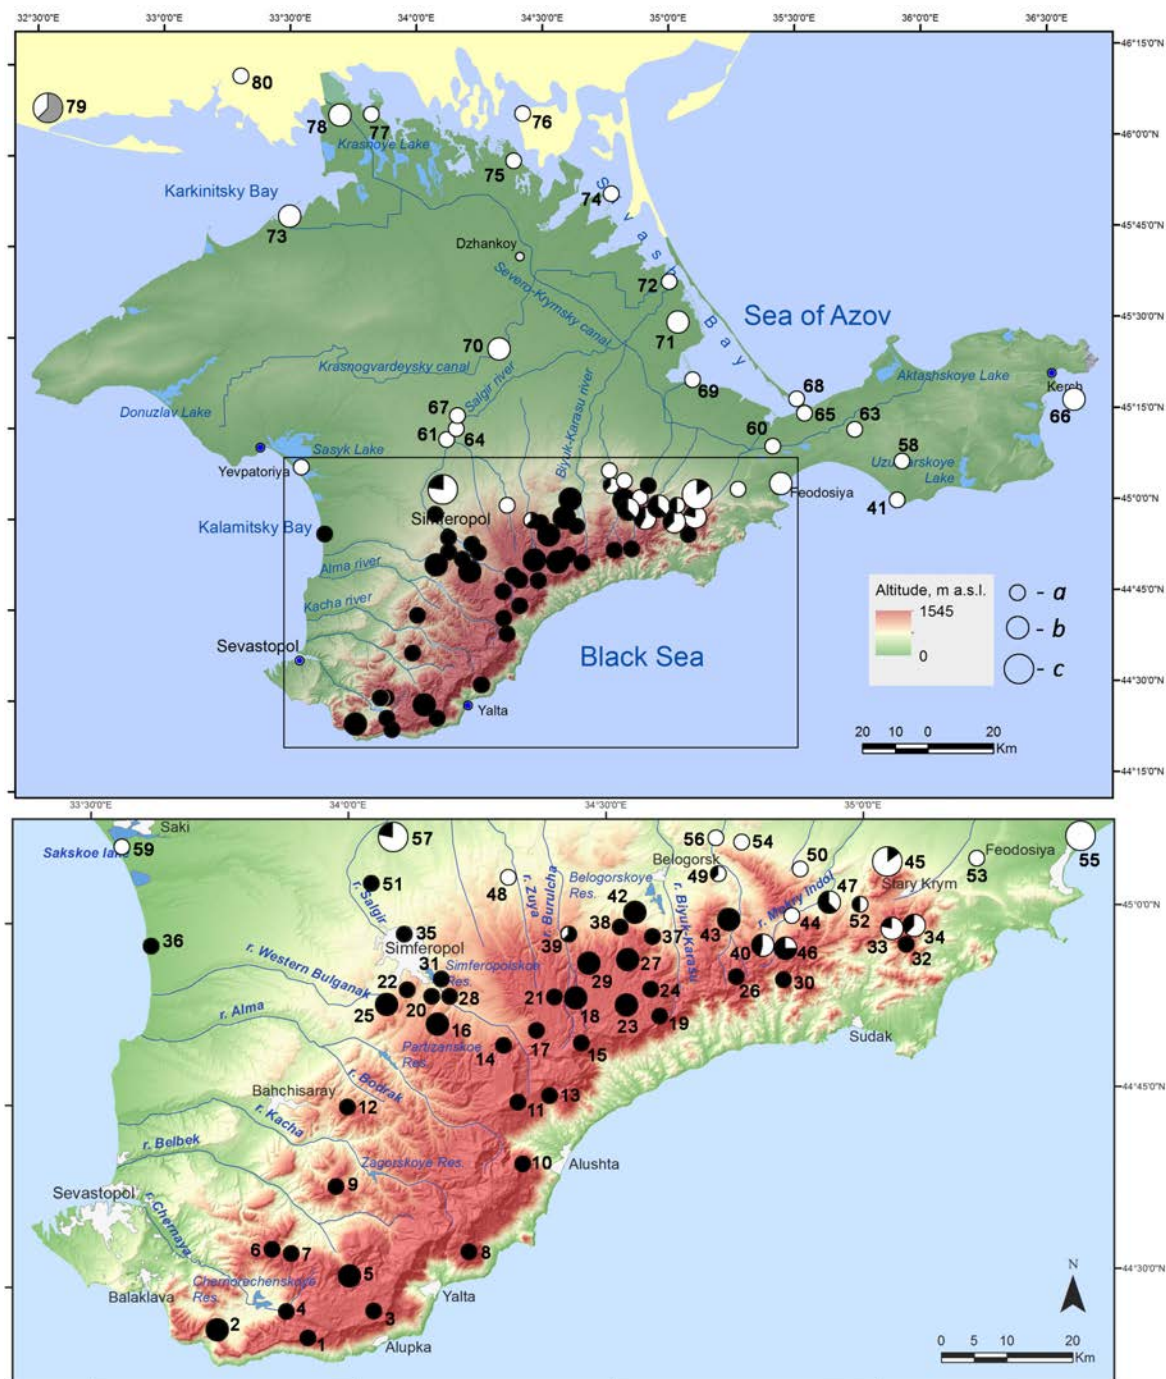 32°30'0"E 33°0'0"E 33°30'0"E 34°0'0"E 34°30'0"E 35°0'0"E 35°30'0"E 36°0'0"E 36°30'0"E
46°15'0"N
80
79
46°0'0"N
78
77
76
Krasnoye Lake
75
Karkinitsky Bay
74
Sivash Bay
73
45°45'0"N
Dzhankoy
Severo-Krymsky canal
72
Sea of Azov
45°30'0"N
71
70
Krasnogvardeysky canal
Salgir river
Biyuk-Karasu river
69
68
Aktashskoye Lake
Kerch
Donuzlav Lake
67
65
63
66
45°15'0"N
61
64
60
58
Sasyk Lake
Yevpatoriya
Uzunlarskoye
Lake
Feodosiya
41
45°0'0"N
Simferopol
Kalamitsky Bay
Alma river
Kacha river
44°45'0"N
Altitude, m a.s.l.
1545
0
- a
- b
- c
Sevastopol
Black Sea
44°30'0"N
Yalta
20 10 0 20
Km
44°15'0"N
33°30'0"E 34°0'0"E 34°30'0"E 35°0'0"E
Saki
59
Sakskoe lake
57
56
54
Feodosiya
55
Belogorsk
50
45
53
51
r. Salgir
48
r. Zuya
r. Burulcha
Belogorskoye
Res.
49
r. Mokry Indol
47
Stary Krym
42
r. Biyuk-Karasu
44
52
45°0'0"N
36
35
Simferopol
39
38
37
43
40
46
33
34
32
r. Western Bulganak
31
Simferopolskoe
Res.
29
27
22
20
28
21
24
26
30
25
18
23
19
Sudak
r. Alma
16
17
15
Partizanskoe
Res.
14
r. Bodrak
44°45'0"N
Bahchisaray
12
13
11
r. Kacha
r. Belbek
Zagorskoye Res.
10
Alushta
Sevastopol
9
r. Chernaya
6
7
8
44°30'0"N
5
Chernorechenskoye
Res.
Balaklava
4
3
Yalta
N
2
1
Alupka
0 5 10 20
Km